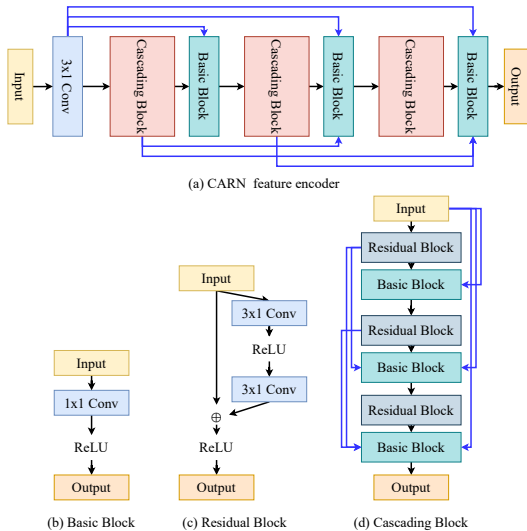 Input
3x1 Conv
Cascading Block
Basic Block
Cascading Block
Basic Block
Cascading Block
Basic Block
Output
(a) CARN feature encoder
Input
1x1 Conv
ReLU
Output
(b) Basic Block
Input
3x1 Conv
ReLU
3x1 Conv
⊕
ReLU
Output
(c) Residual Block
Input
Residual Block
Basic Block
Residual Block
Basic Block
Residual Block
Basic Block
Output
(d) Cascading Block